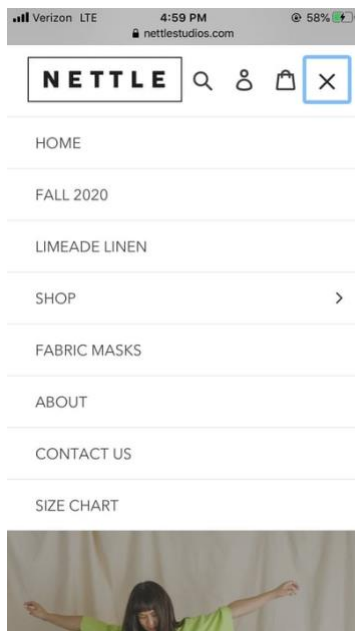 Verizon LTE 4:59 PM 58%
nettlestudios.com
NETTLE
HOME
FALL 2020
LIMEADE LINEN
SHOP
FABRIC MASKS
ABOUT
CONTACT US
SIZE CHART